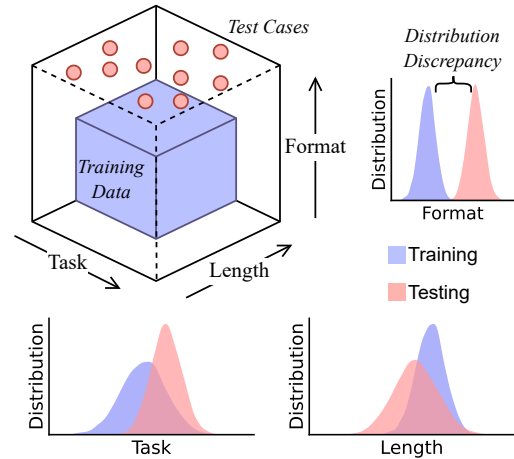 Test Cases
Training
Data
Format
Task
Length
Distribution
Discrepancy
Distribution
Format
Training
Testing
Distribution
Task
Distribution
Length